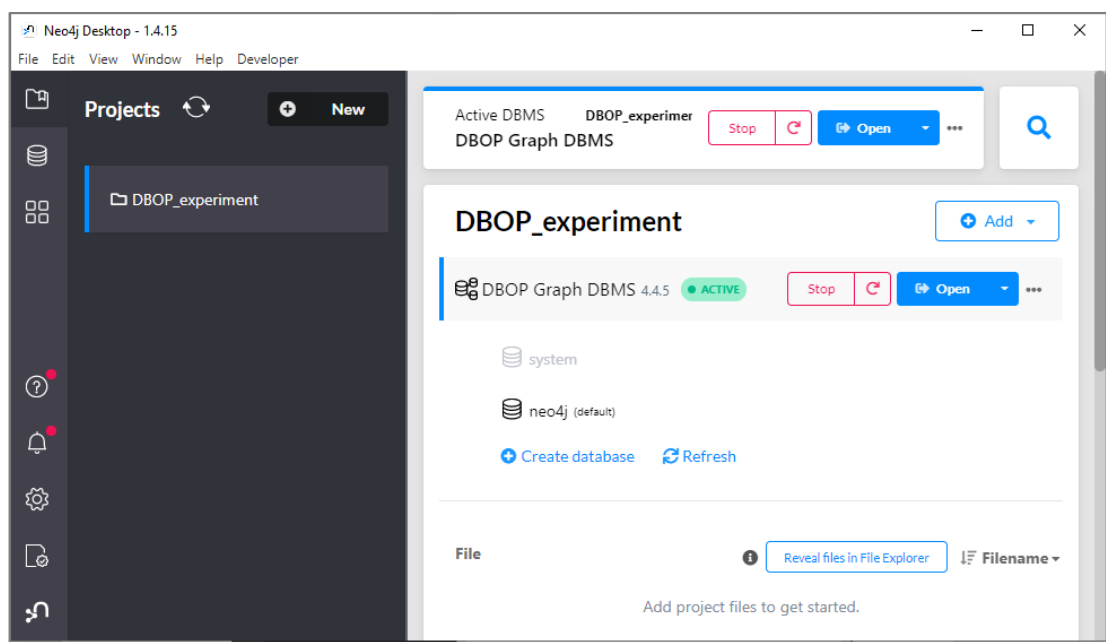 Neo4j Desktop - 1.4.15
File Edit View Window Help Developer
Projects New
DBOP_experiment
Active DBMS DBOP_experimer
DBOP Graph DBMS
Stop Open
DBOP_experiment
Add
DBOP Graph DBMS 4.4.5 ACTIVE Stop Open
system
neo4j (default)
Create database Refresh
File Reveal files in File Explorer Filename
Add project files to get started.